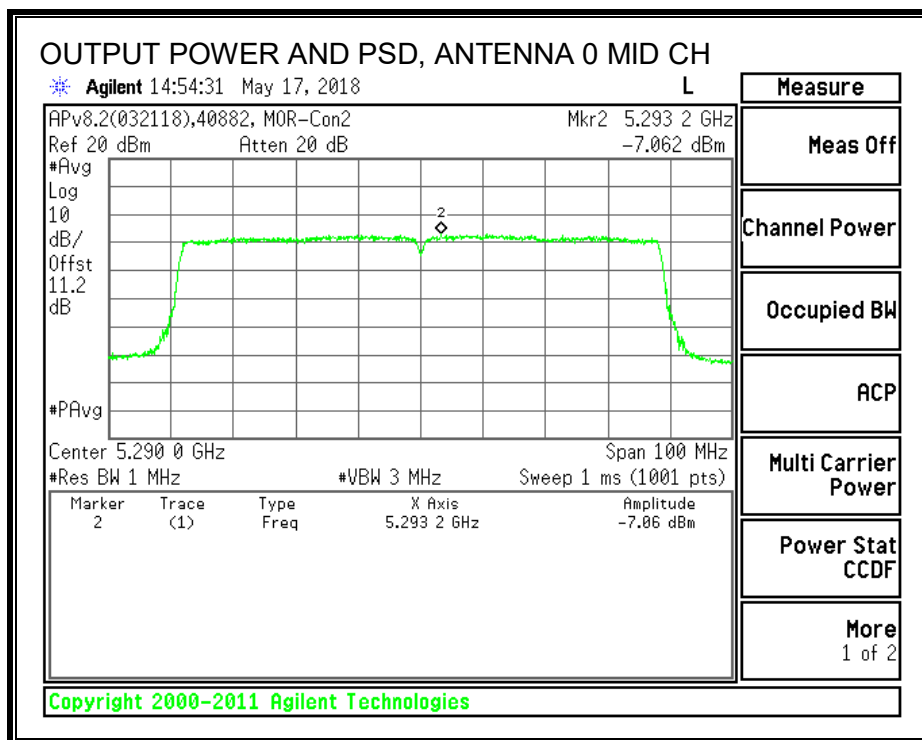 OUTPUT POWER AND PSD, ANTENNA 0 MID CH
Agilent 14:54:31 May 17, 2018 L
APv8.2(032118),40882, MOR-Con2 Mkr2 5.293 2 GHz
Ref 20 dBm Atten 20 dB -7.062 dBm
#Avg
Log
10
dB/
Offst
11.2
dB
2
#PAvg
Center 5.290 0 GHz Span 100 MHz
#Res BW 1 MHz #VBW 3 MHz Sweep 1 ms (1001 pts)
Marker Trace Type X Axis Amplitude
2 (1) Freq 5.293 2 GHz -7.06 dBm
Measure
Meas Off
Channel Power
Occupied BW
ACP
Multi Carrier
Power
Power Stat
CCDF
More
1 of 2
Copyright 2000-2011 Agilent Technologies